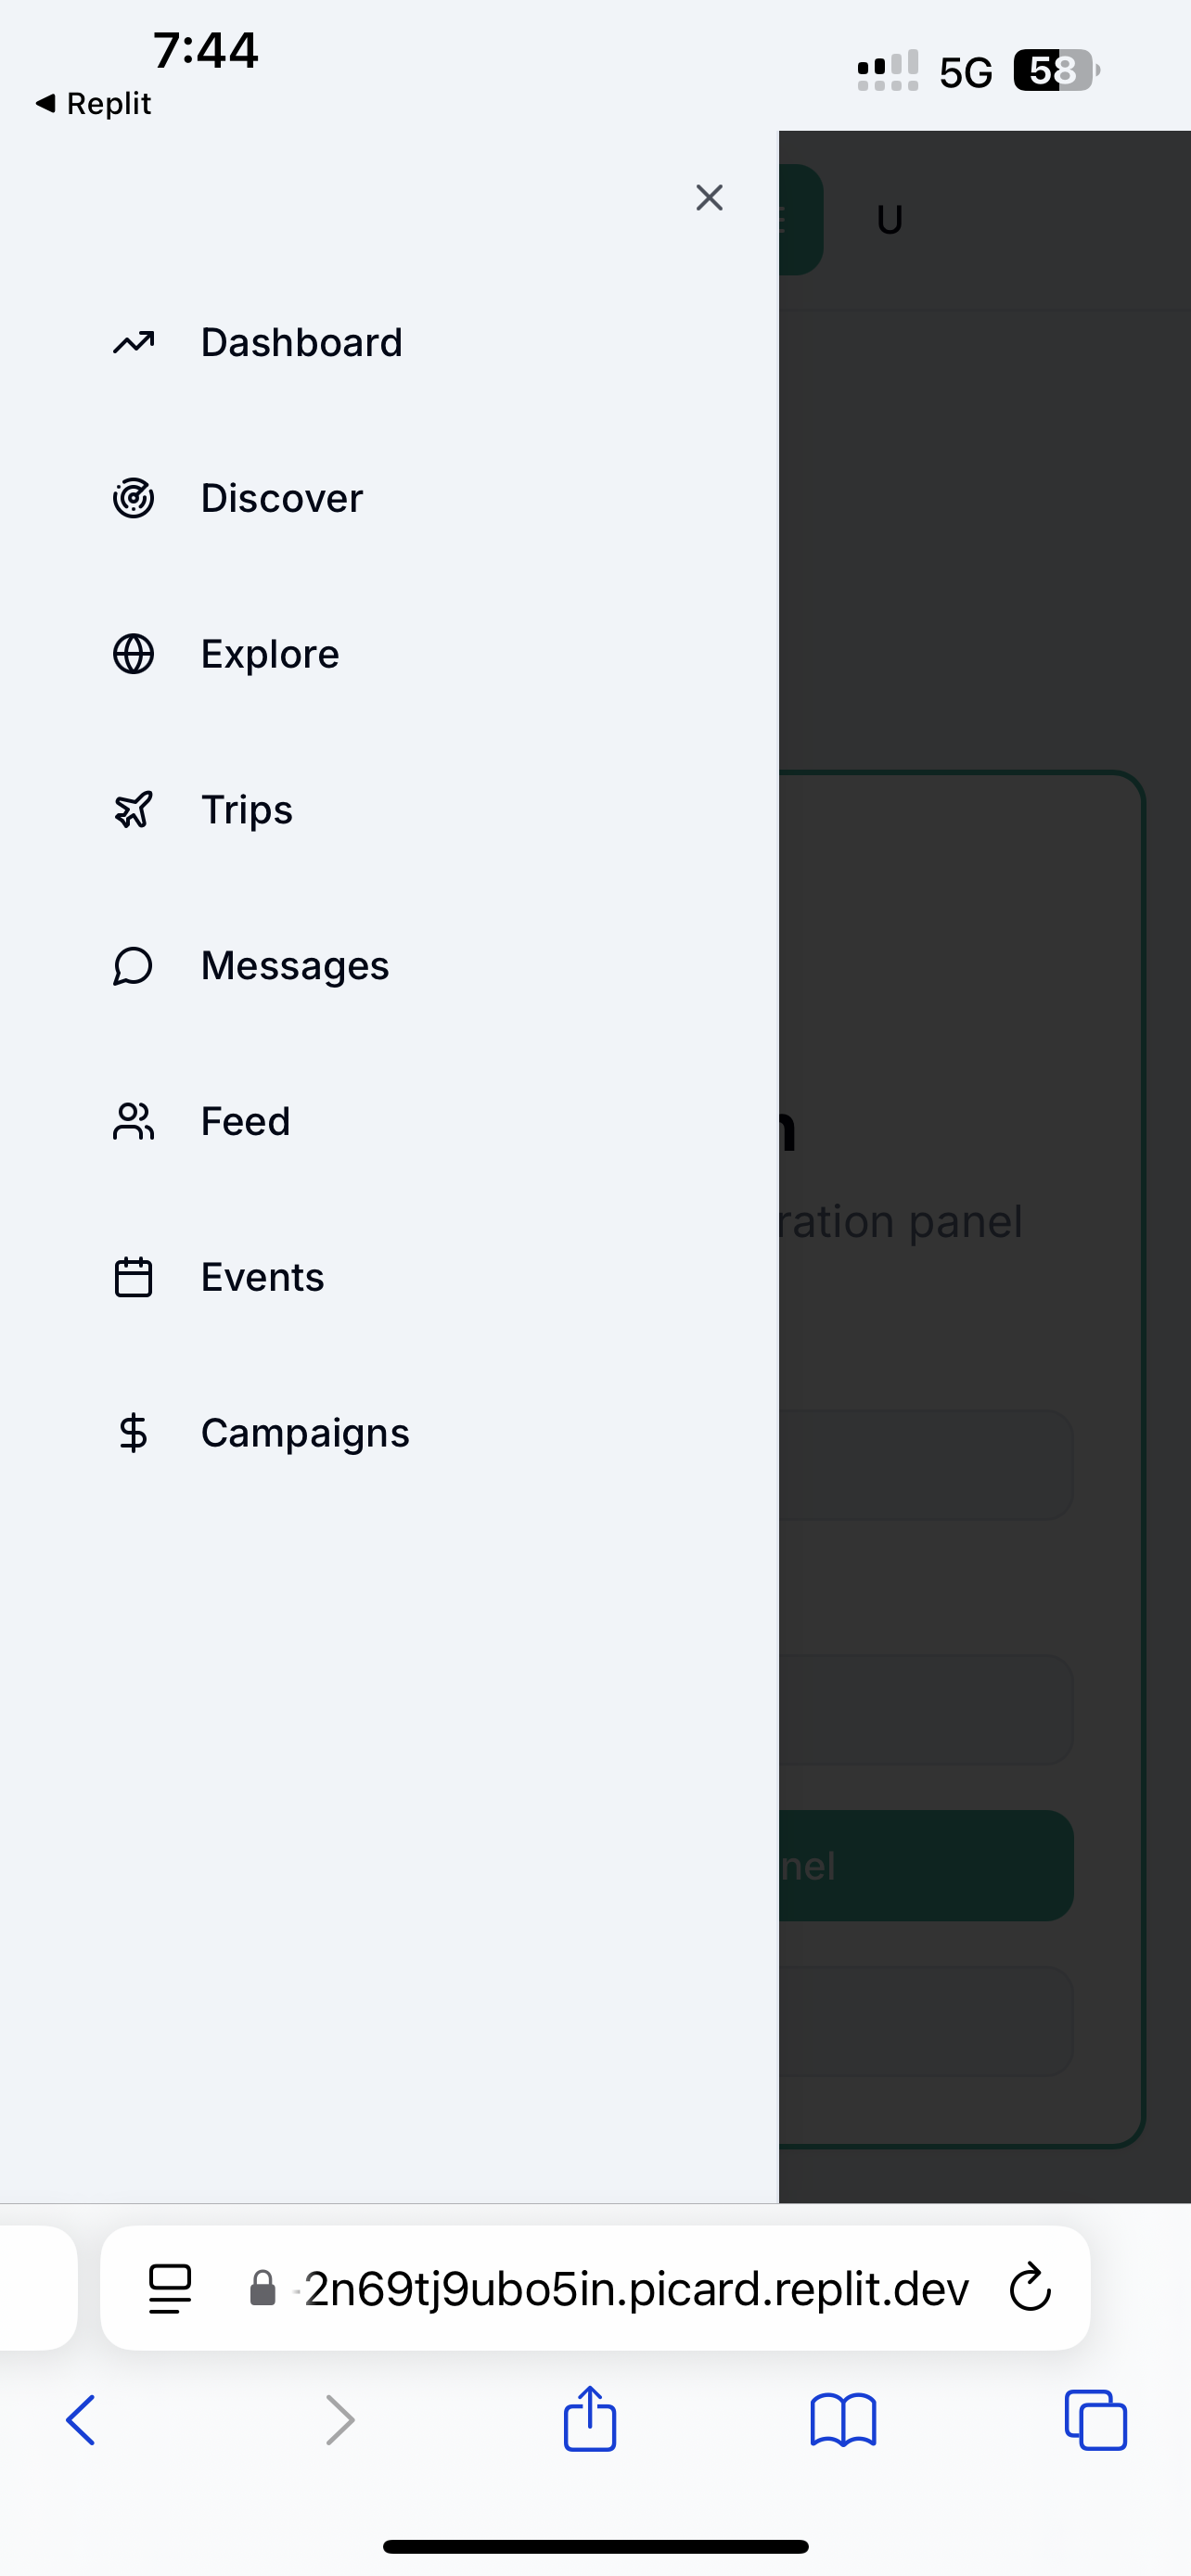 7:44
5G
58
Replit
U
Dashboard
Discover
Explore
Trips
Messages
Feed
ration panel
Events
Campaigns
nel
2n69tj9ubo5in.picard.replit.dev